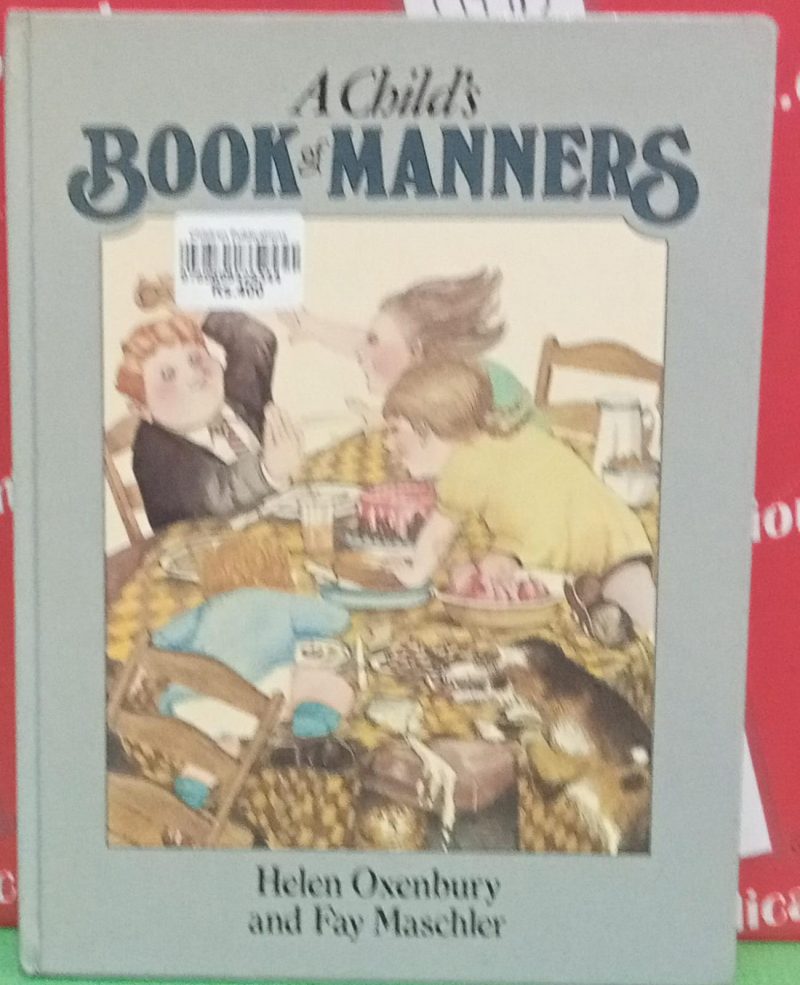 A Child's
BOOK of MANNERS
Rs.400
Helen Oxenbury
and Fay Maschler